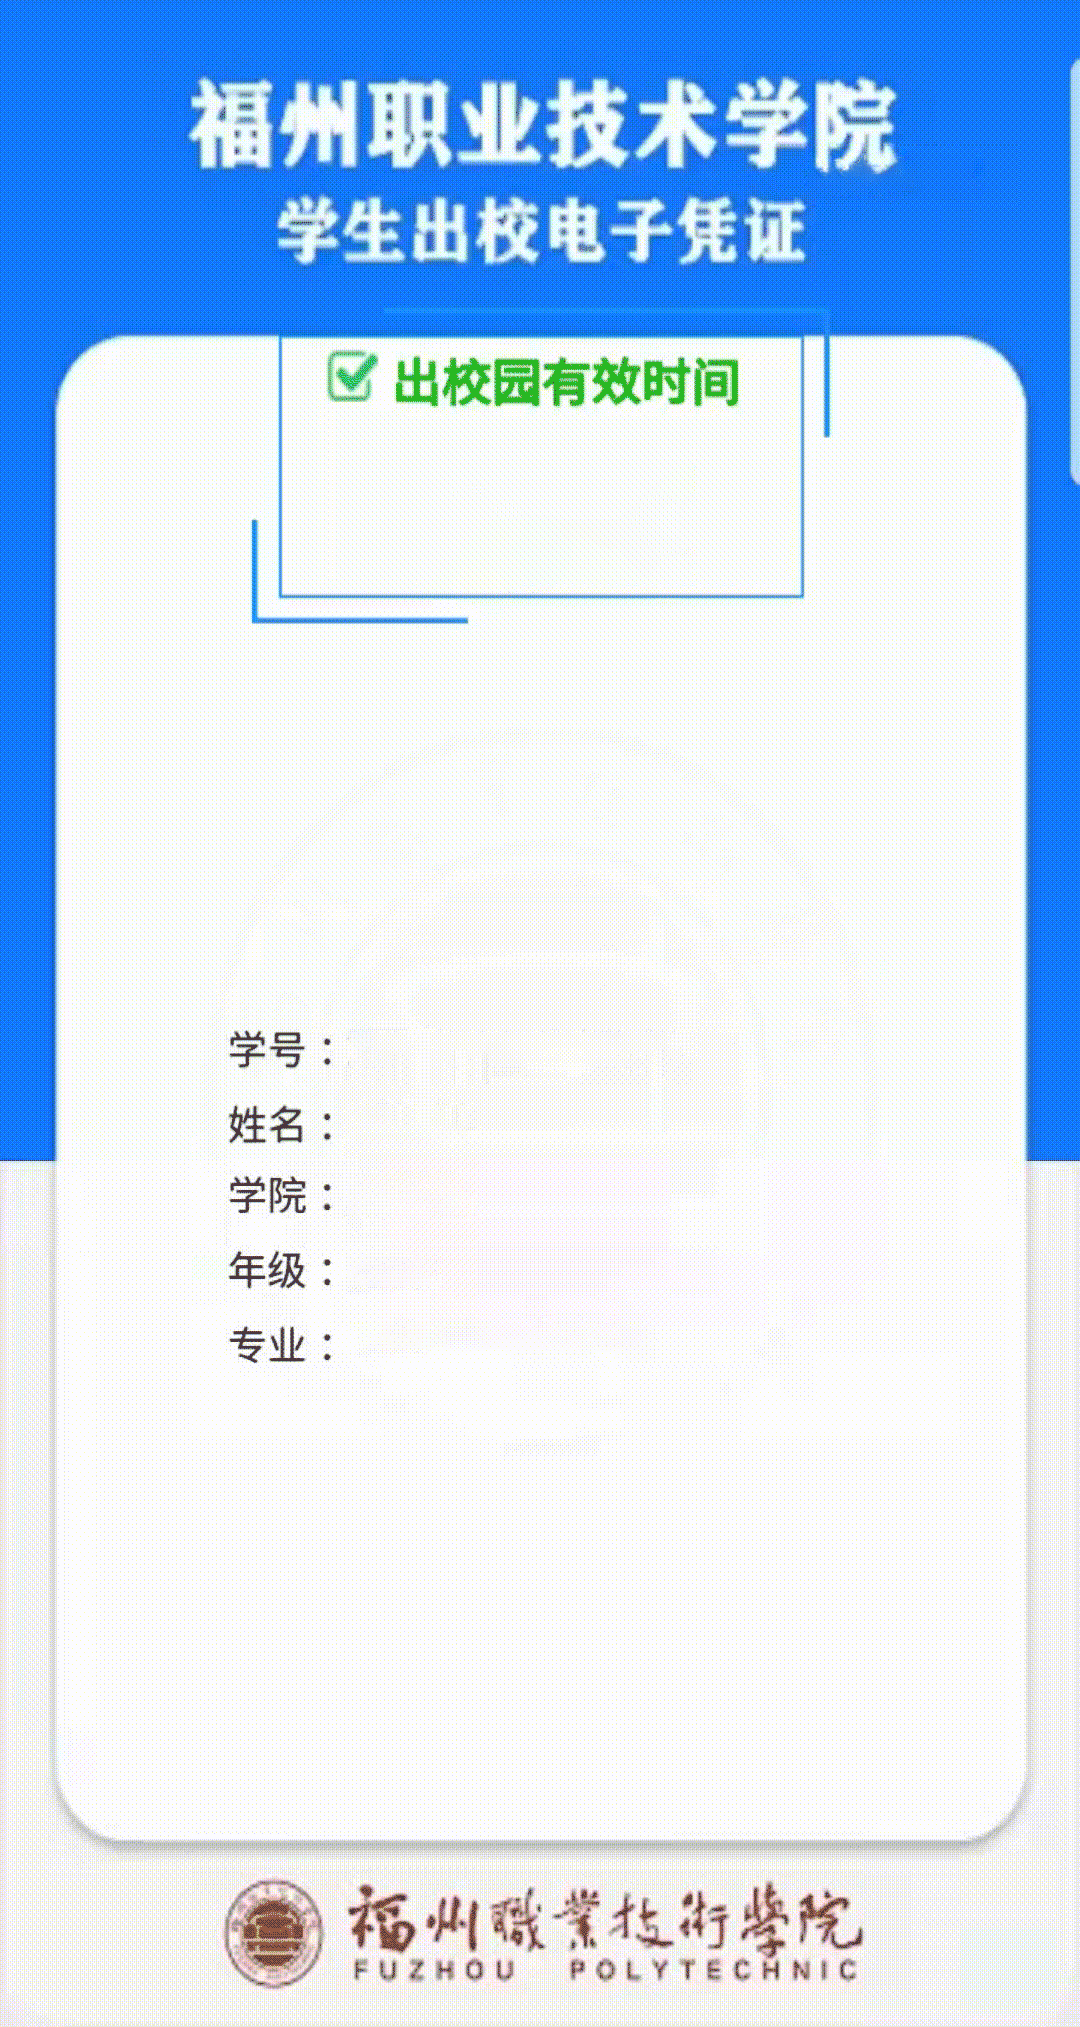 福州职业技术学院
学生出校电子凭证
出校园有效时间
学号：
姓名：
学院：
年级：
专业：
福州職業技術學院
FUZHOU POLYTECHNIC